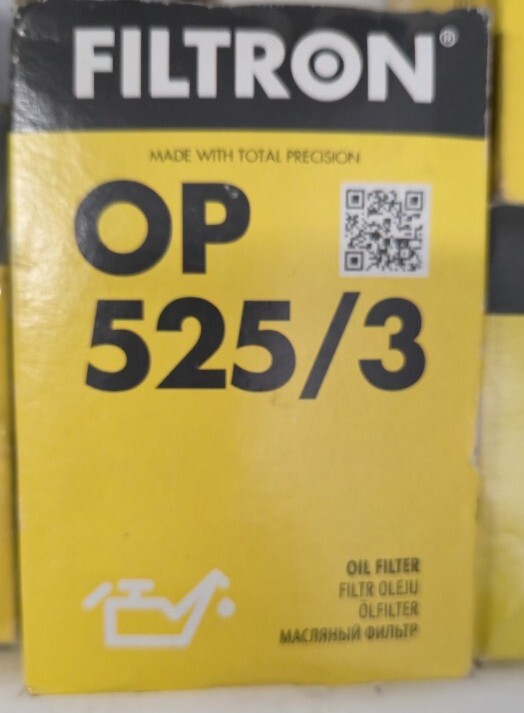 FILTRON®
MADE WITH TOTAL PRECISION
OP
525/3
OIL FILTER
FILTR OLEJU
ÖLFILTER
МАСЛЯНЫЙ ФИЛЬТР